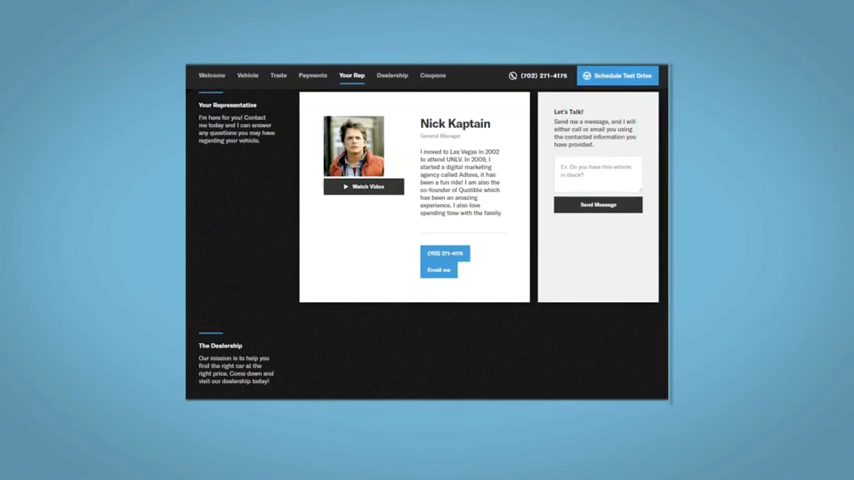 Welcome Vehicle Trade Payments Your Rep Dealership Coupons (702) 271-4176 Schedule Test Drive
Your Representative
I'm here for you! Contact
me today and I can answer
any questions you may have
regarding your vehicle.
Watch Video
Nick Kaptain
General Manager
I moved to Las Vegas in 2002
to attend UNLV. In 2009, I
started a digital marketing
agency called Adlava, it has
been a fun ride! I am also the
co-founder of Quotible which
has been an amazing
experience. I also love
spending time with the family.
(702) 271-4176
Email me
Let's Talk!
Send me a message, and I will
either call or email you using
the contacted information you
have provided.
Ex. Do you have this vehicle
in black?
Send Message
The Dealership
Our mission is to help you
find the right car at the
right price. Come down and
visit our dealership today!